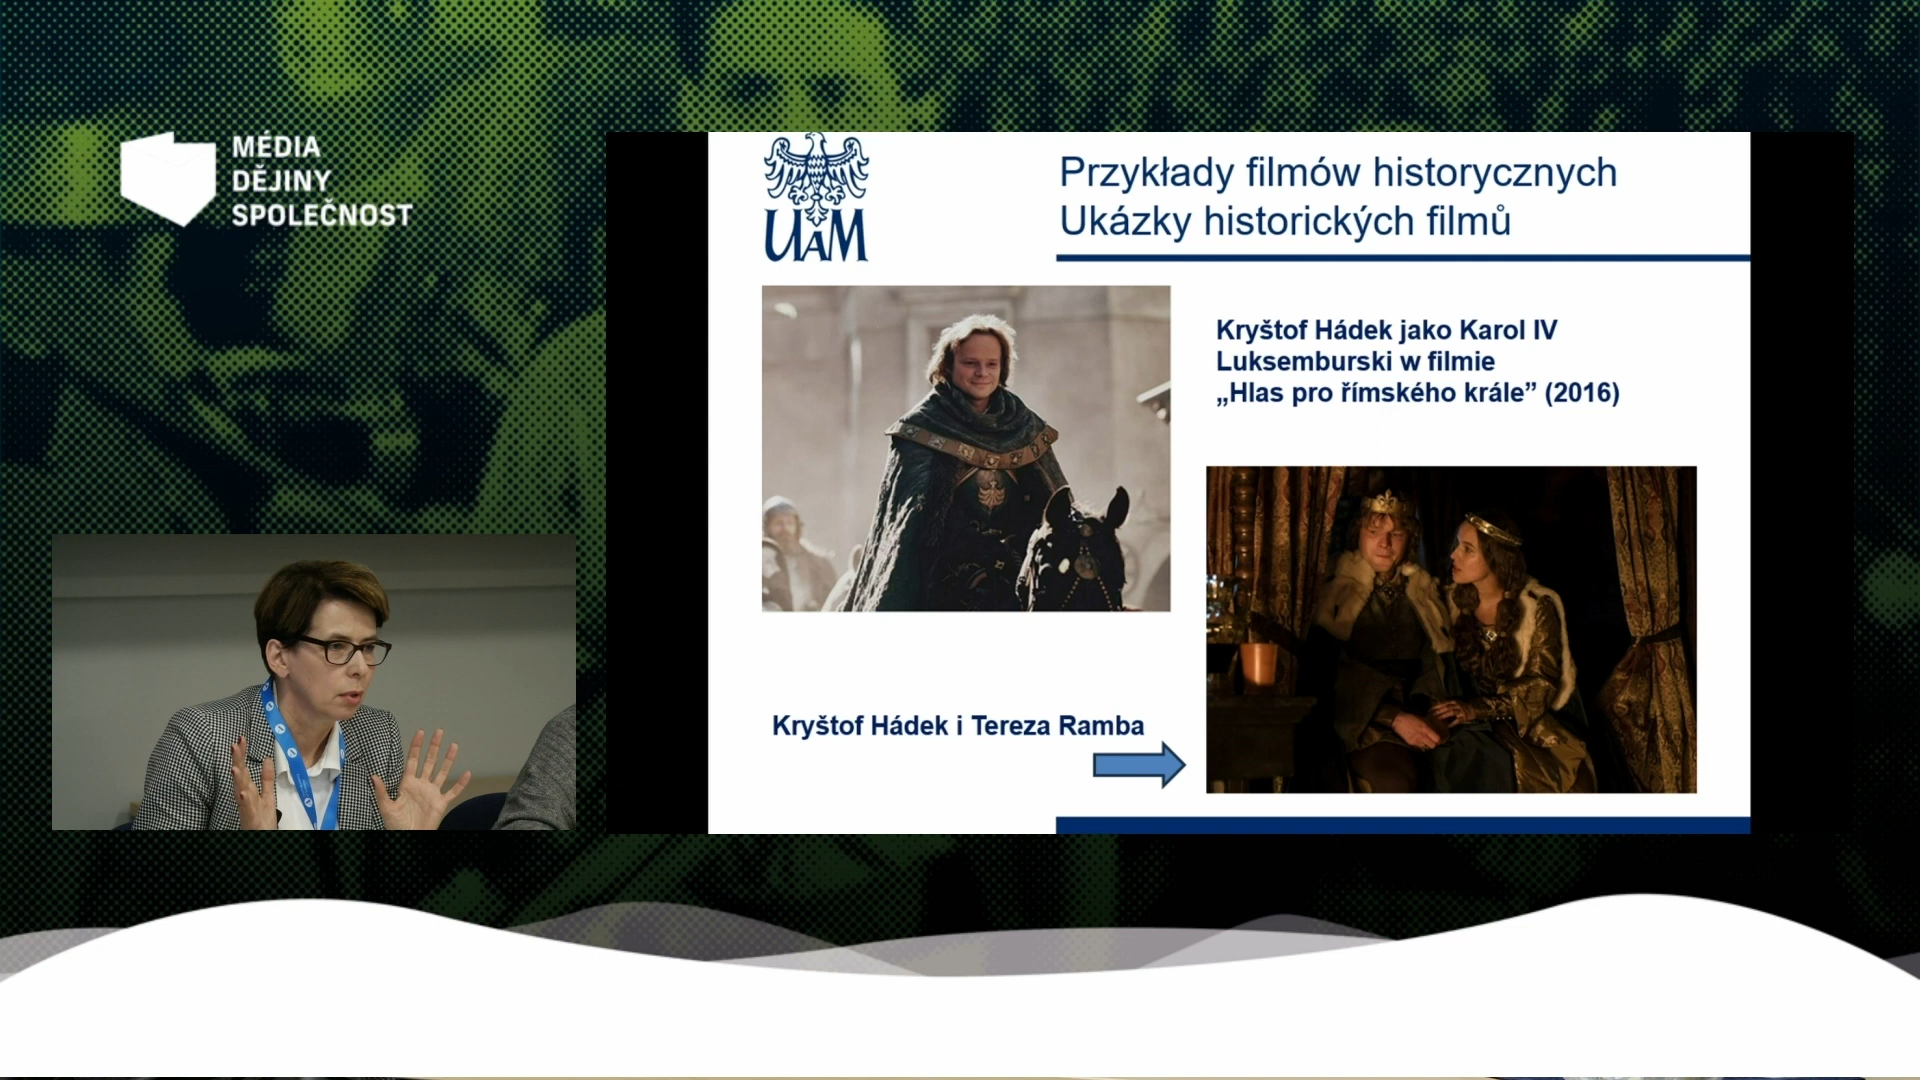 MÉDIA
DĚJINY
SPOLEČNOST
UAM
Przykłady filmów historycznych
Ukázky historických filmů
Kryštof Hádek jako Karol IV
Luksemburski w filmie
„Hlas pro římského krále” (2016)
Kryštof Hádek i Tereza Ramba